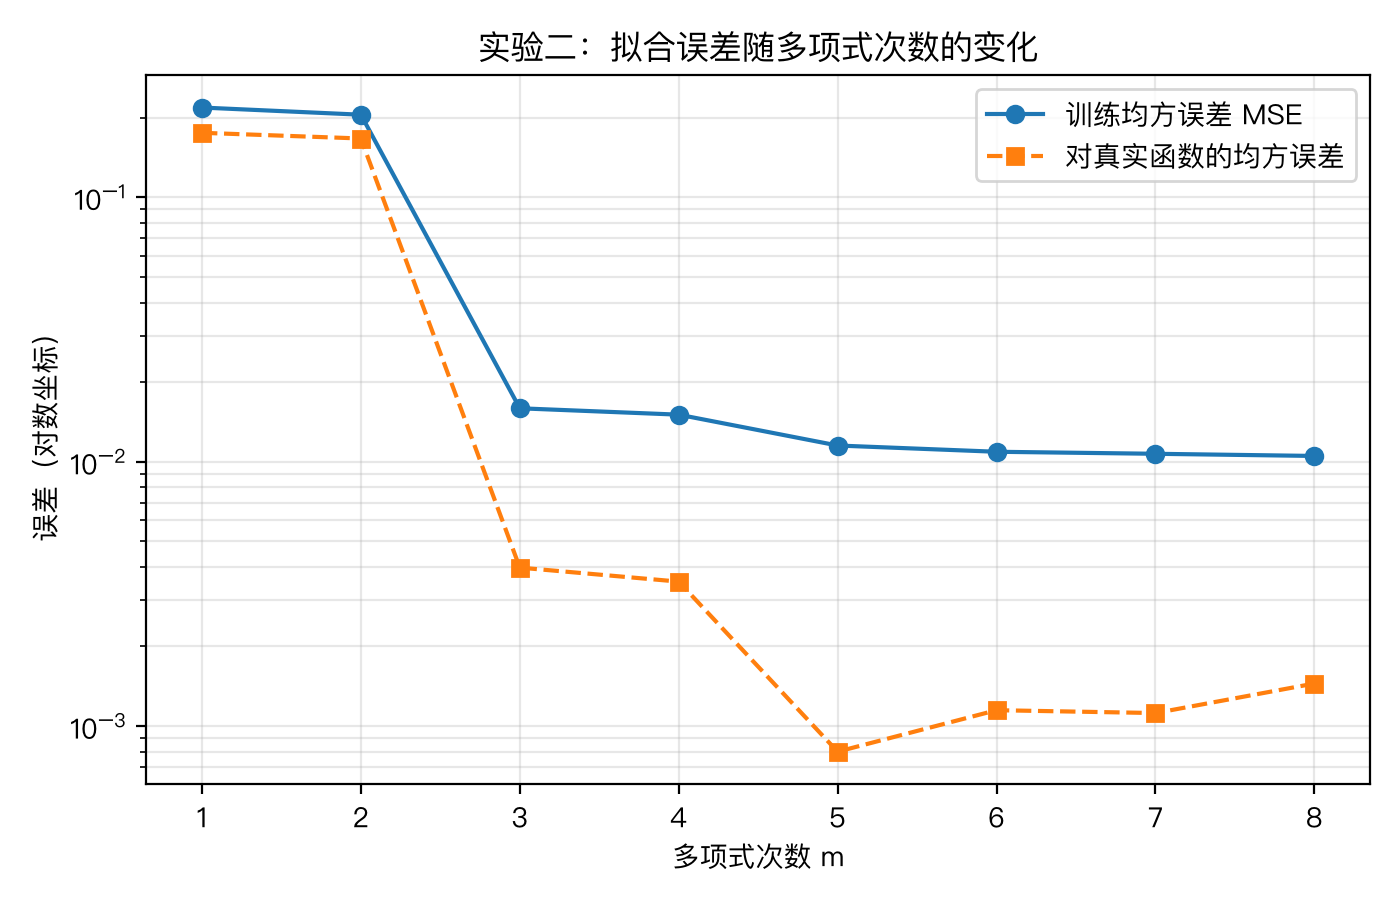 实验二：拟合误差随多项式次数的变化
训练均方误差 MSE
对真实函数的均方误差
误差（对数坐标）
10⁻¹
10⁻²
10⁻³
1 2 3 4 5 6 7 8
多项式次数 m